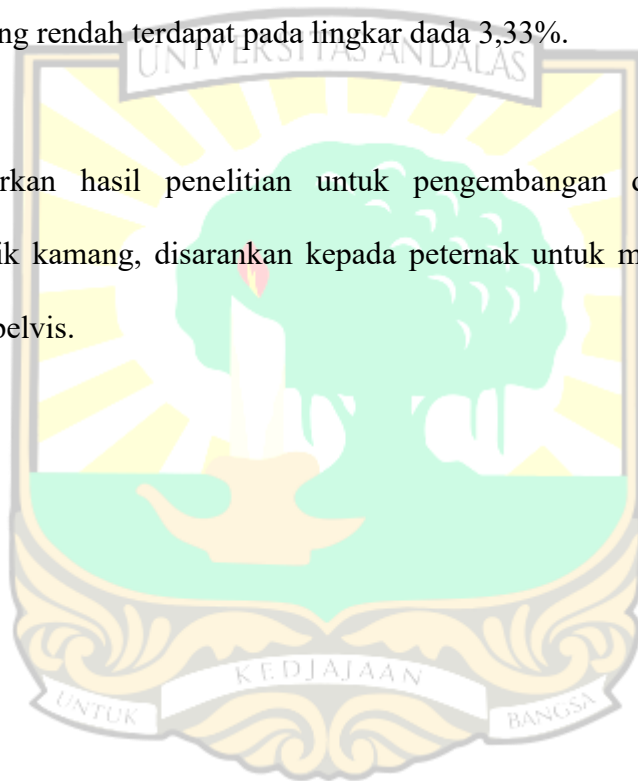 ng rendah terdapat pada lingkar dada 3,33%.
UNIVERSITAS ANDALAS
rkan hasil penelitian untuk pengembangan d
ik kamang, disarankan kepada peternak untuk m
pelvis.
KEDJAJAAN
UNTUK
BANGSA